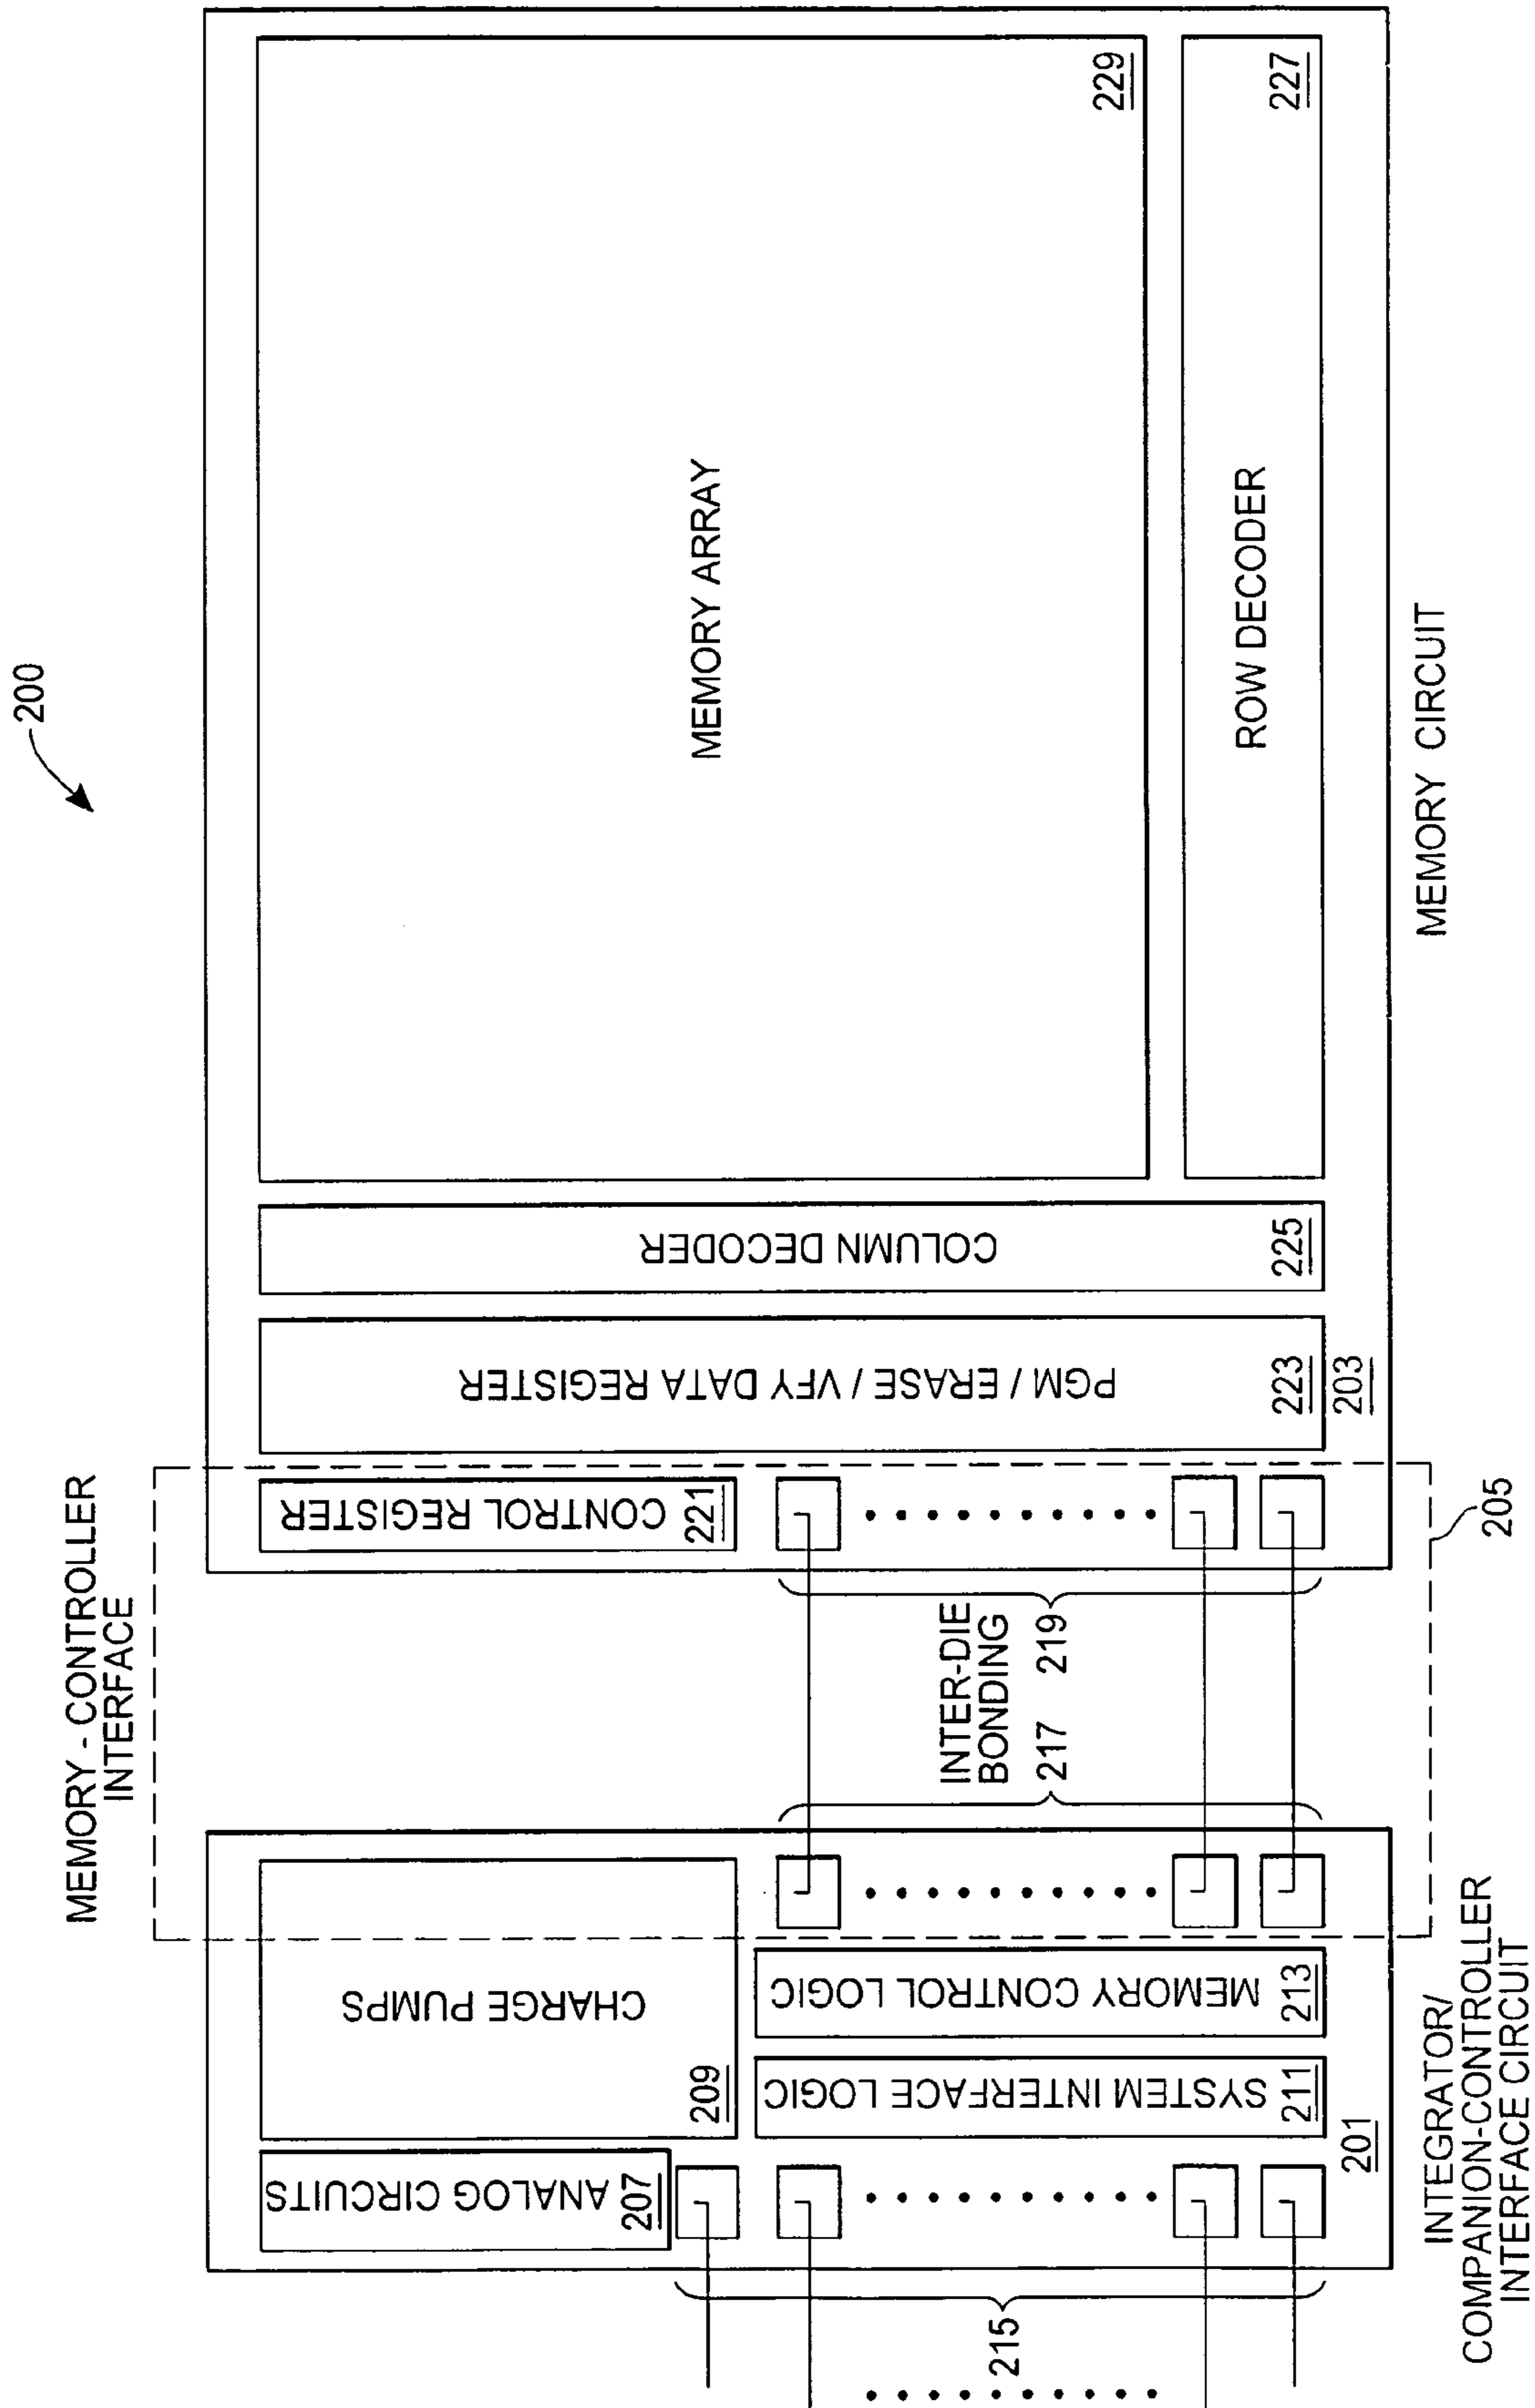 200
MEMORY - CONTROLLER
INTERFACE
ANALOG CIRCUITS
207
CHARGE PUMPS
209
SYSTEM INTERFACE LOGIC
211
MEMORY CONTROL LOGIC
213
201
215
INTER-DIE
BONDING
217
219
CONTROL REGISTER
221
PGM / ERASE / VFY DATA REGISTER
223
203
COLUMN DECODER
225
MEMORY ARRAY
229
ROW DECODER
227
205
INTEGRATOR/
COMPANION-CONTROLLER
INTERFACE CIRCUIT
MEMORY CIRCUIT